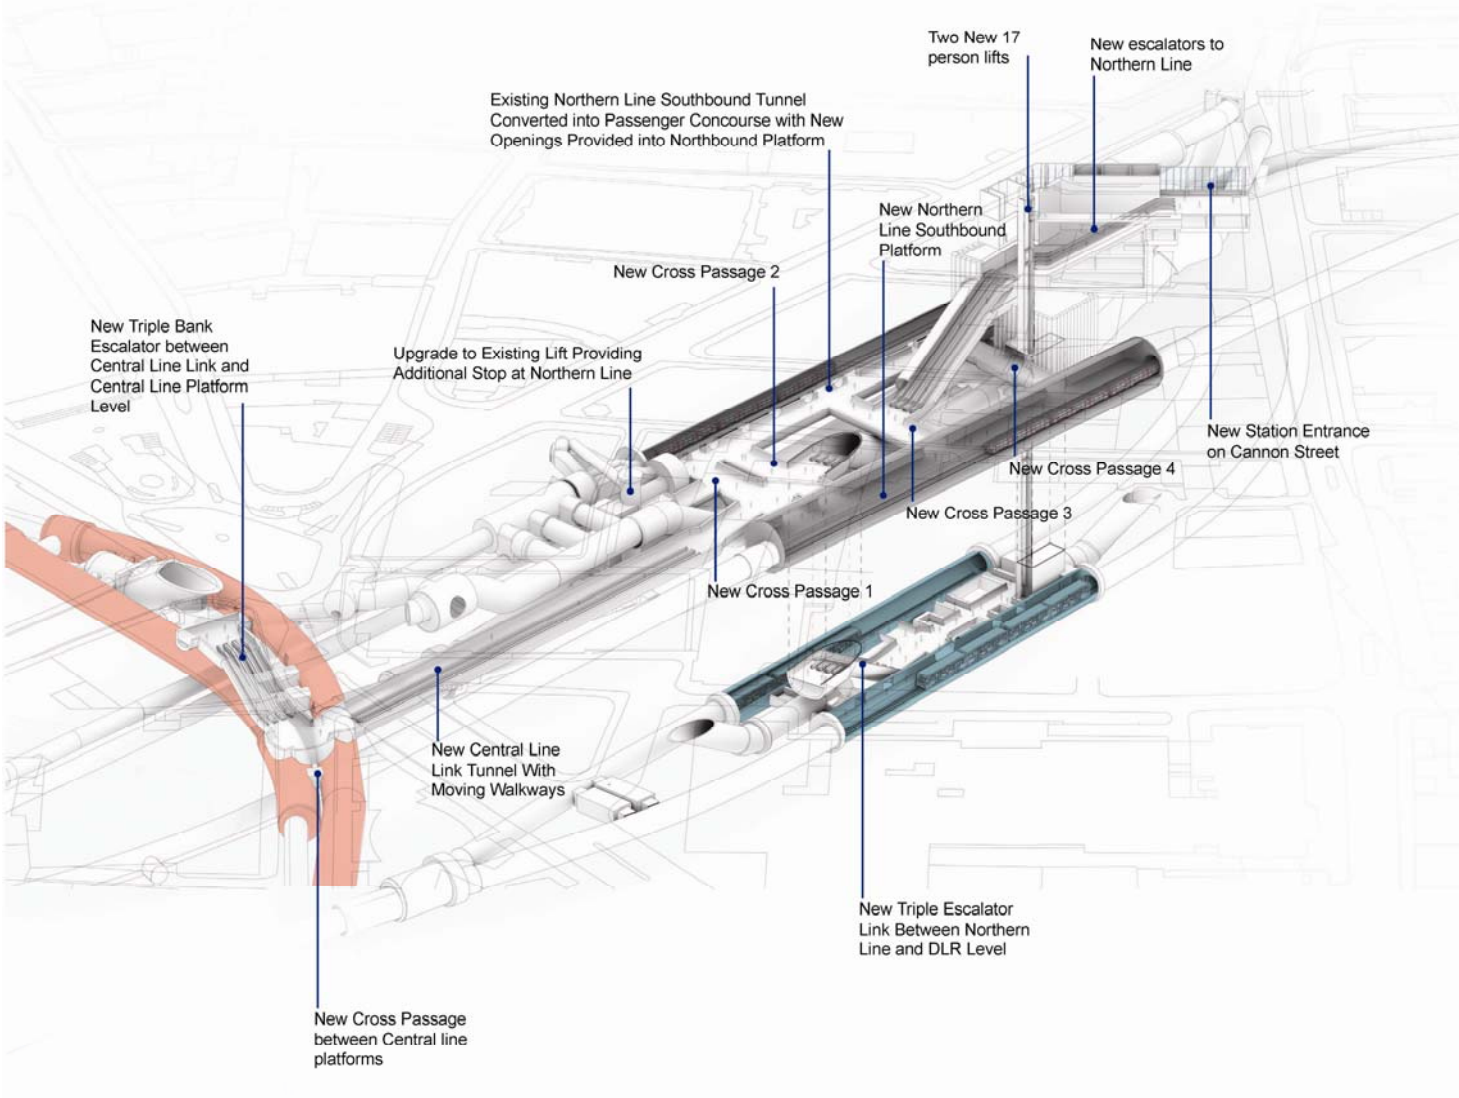 Two New 17
person lifts
New escalators to
Northern Line
Existing Northern Line Southbound Tunnel
Converted into Passenger Concourse with New
Openings Provided into Northbound Platform
New Northern
Line Southbound
Platform
New Cross Passage 2
New Triple Bank
Escalator between
Central Line Link and
Central Line Platform
Level
Upgrade to Existing Lift Providing
Additional Stop at Northern Line
New Station Entrance
on Cannon Street
New Cross Passage 4
New Cross Passage 3
New Cross Passage 1
New Central Line
Link Tunnel With
Moving Walkways
New Triple Escalator
Link Between Northern
Line and DLR Level
New Cross Passage
between Central line
platforms